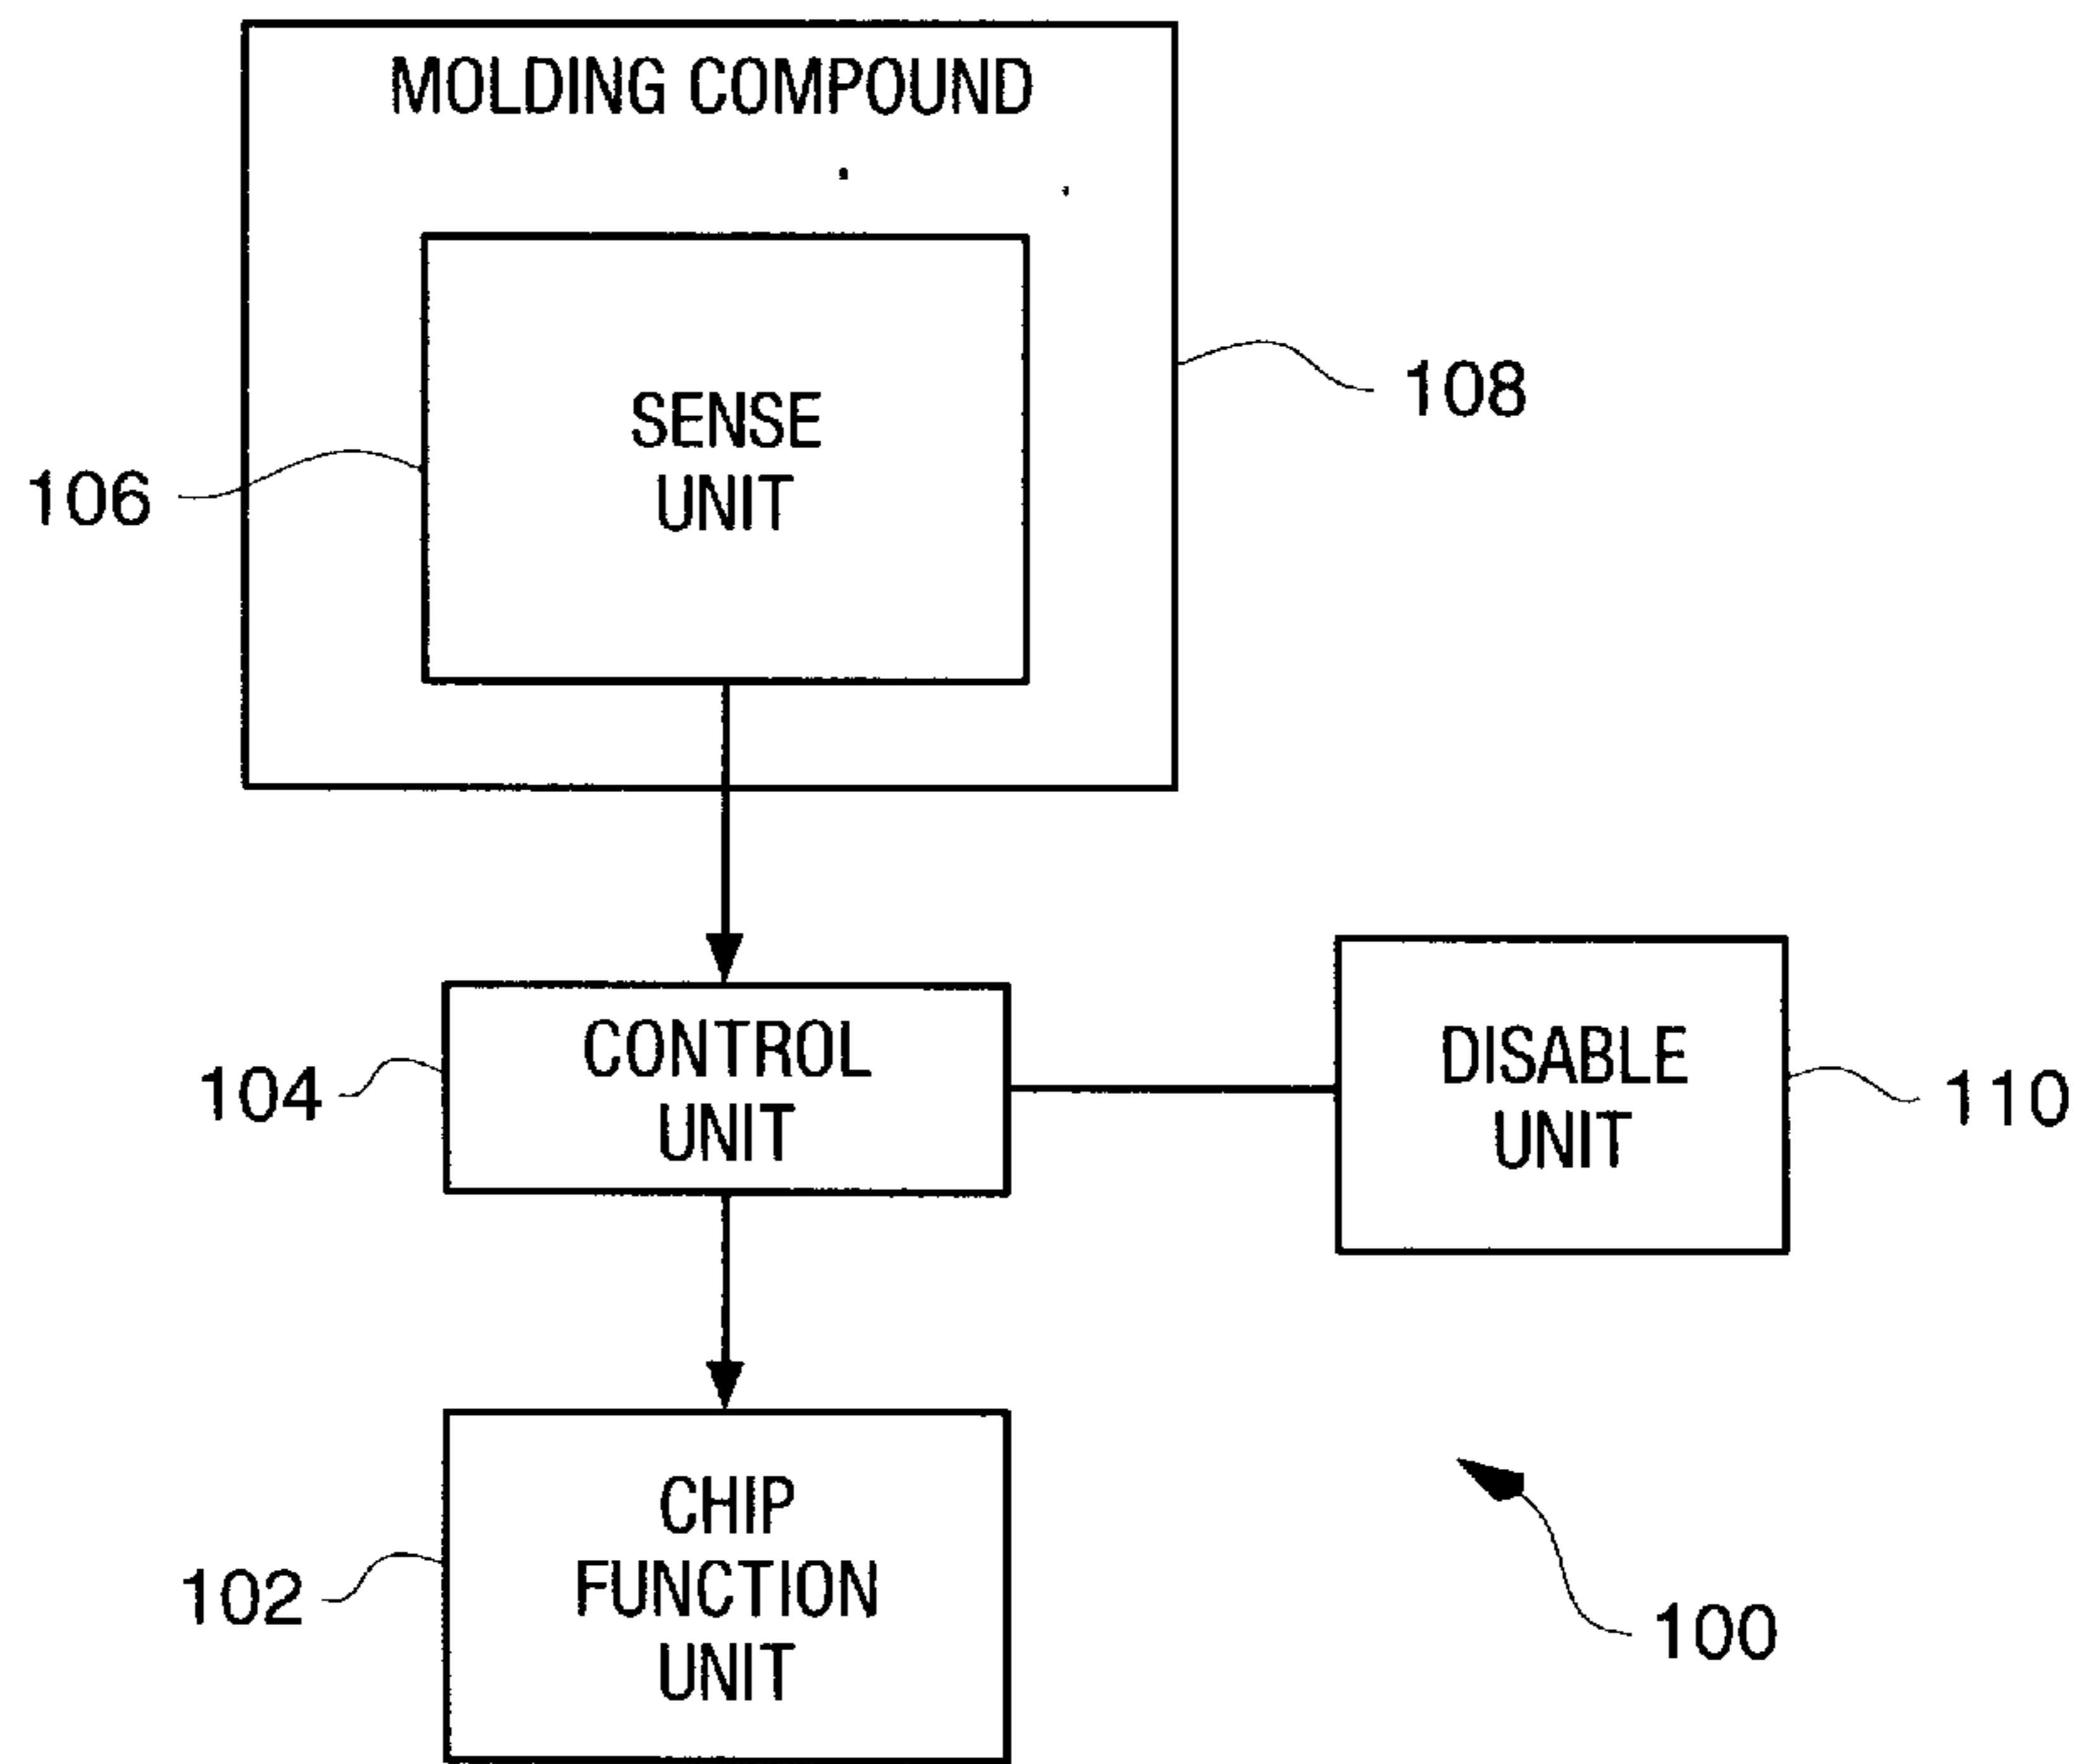 MOLDING COMPOUND
SENSE
UNIT
108
106
CONTROL
UNIT
104
DISABLE
UNIT
110
CHIP
FUNCTION
UNIT
102
100